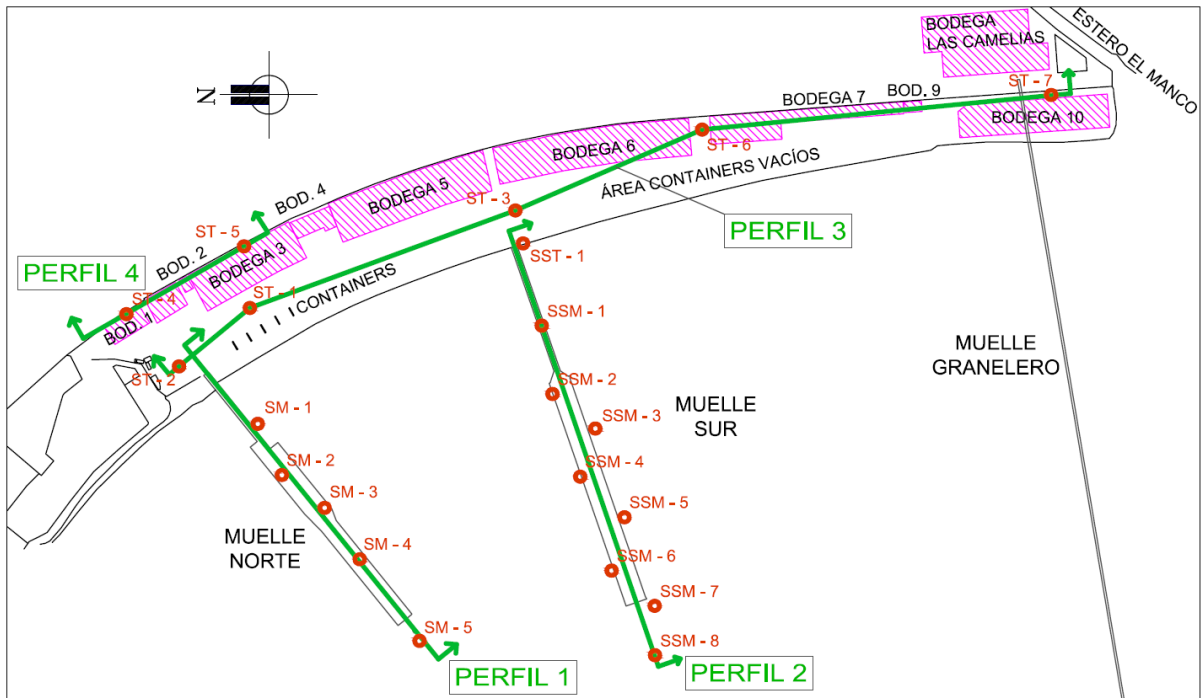 BODEGA
LAS CAMELIAS
ESTERO EL MANCO
N
ST - 7
BOD. 9
BODEGA 7
BODEGA 10
ST - 6
BODEGA 6
ÁREA CONTAINERS VACÍOS
BODEGA 5
BOD. 4
ST - 3
PERFIL 3
ST - 5
BOD. 2
BODEGA 3
SST - 1
PERFIL 4
ST - 4
ST - 1
CONTAINERS
BOD. 1
SSM - 1
ST - 2
MUELLE
GRANELERO
SSM - 2
SM - 1
SSM - 3
MUELLE
SUR
SM - 2
SSM - 4
SM - 3
SSM - 5
MUELLE
NORTE
SM - 4
SSM - 6
SSM - 7
SM - 5
SSM - 8
PERFIL 1
PERFIL 2